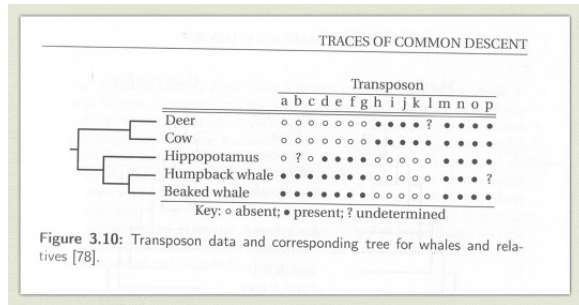 TRACES OF COMMON DESCENT
Transposon
a b c d e f g h i j k l m n o p
Deer ○ ○ ○ ○ ○ ○ ○ ● ● ● ● ? ● ● ● ●
Cow ○ ○ ○ ○ ○ ○ ○ ● ● ● ● ● ● ● ● ●
Hippopotamus ○ ? ○ ● ● ● ● ○ ○ ○ ○ ○ ● ● ● ●
Humpback whale ● ● ● ● ● ● ● ○ ○ ○ ○ ○ ● ● ● ?
Beaked whale ● ● ● ● ● ● ● ○ ○ ○ ○ ○ ● ● ● ●
Key: ○ absent; ● present; ? undetermined
Figure 3.10: Transposon data and corresponding tree for whales and rela-
tives [78].